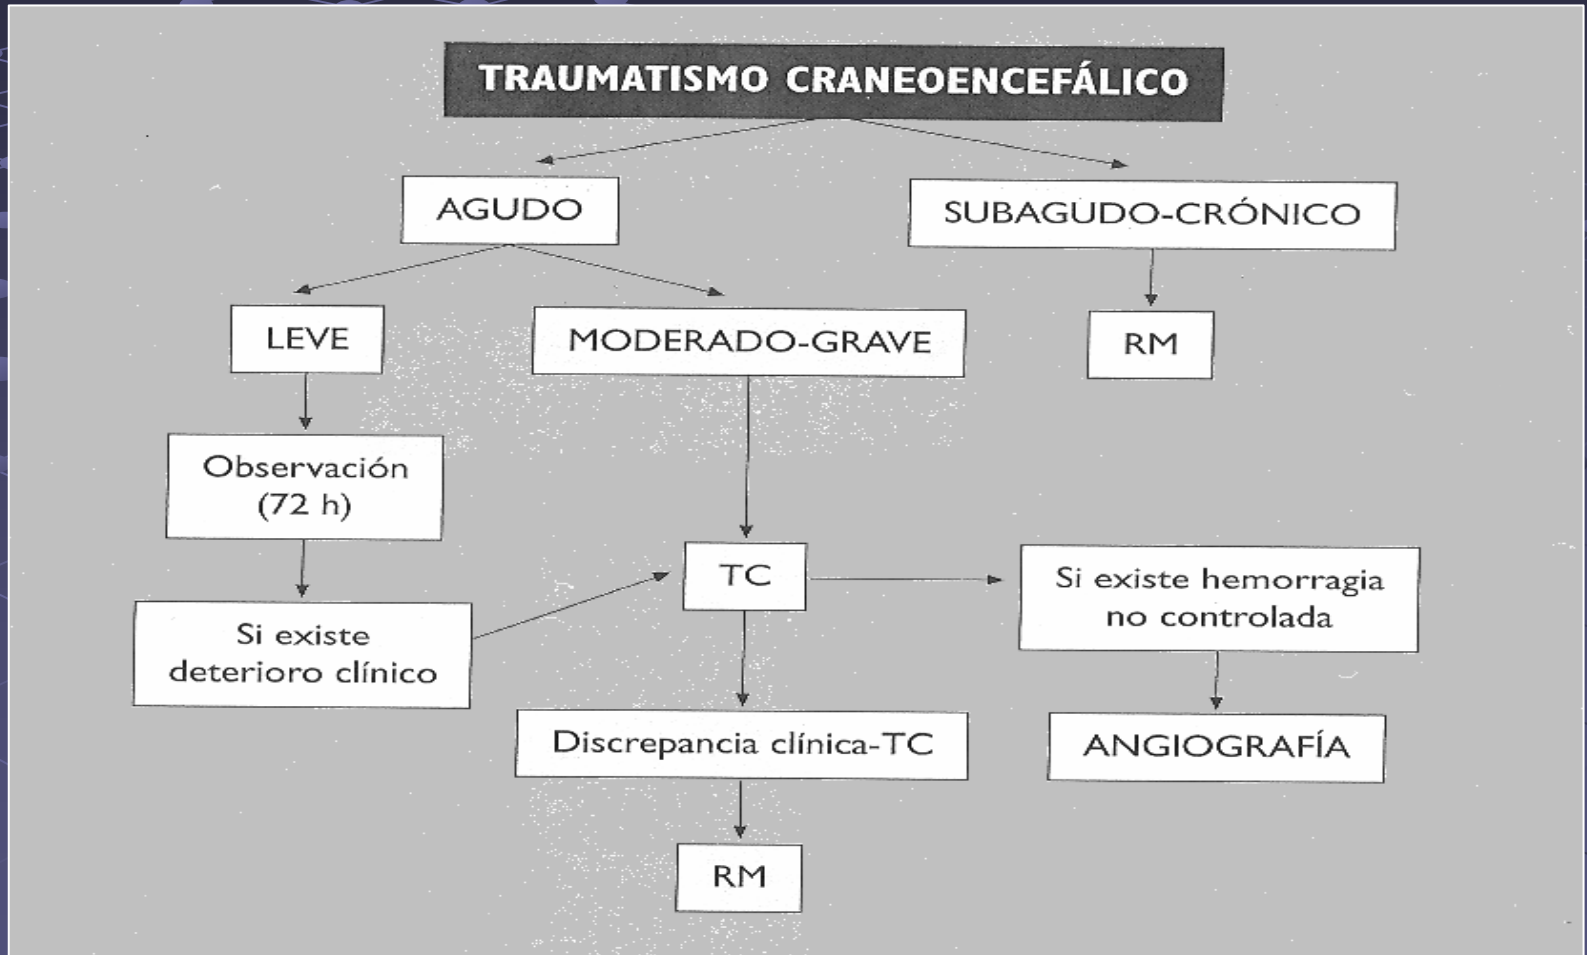 TRAUMATISMO CRANEOENCEFÁLICO
AGUDO
SUBAGUDO-CRÓNICO
LEVE
MODERADO-GRAVE
RM
Observación
(72 h)
TC
Si existe hemorragia
no controlada
Si existe
deterioro clínico
Discrepancia clínica-TC
ANGIOGRAFÍA
RM